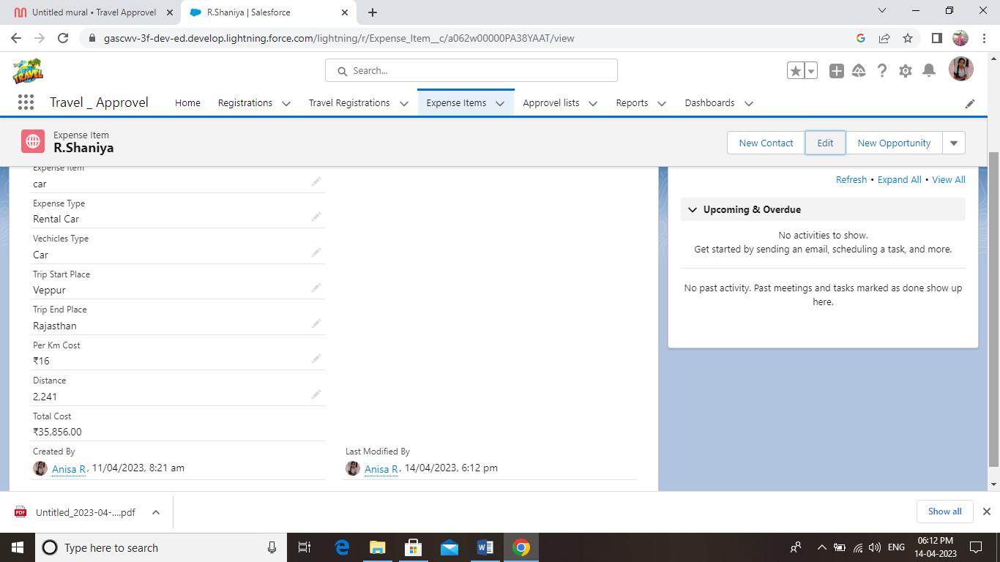 Untitled mural • Travel Approvel
R.Shaniya | Salesforce
gascwv-3f-dev-ed.develop.lightning.force.com/lightning/r/Expense_Item__c/a062w00000PA38YAAT/view
TRAVEL
Search...
Travel _ Approvel
Home
Registrations
Travel Registrations
Expense Items
Approvel lists
Reports
Dashboards
Expense Item
R.Shaniya
New Contact
Edit
New Opportunity
Expense Item
car
Expense Type
Rental Car
Vechicles Type
Car
Trip Start Place
Veppur
Trip End Place
Rajasthan
Per Km Cost
₹16
Distance
2,241
Total Cost
₹35,856.00
Created By
Anisa R, 11/04/2023, 8:21 am
Last Modified By
Anisa R, 14/04/2023, 6:12 pm
Refresh • Expand All • View All
Upcoming & Overdue
No activities to show.
Get started by sending an email, scheduling a task, and more.
No past activity. Past meetings and tasks marked as done show up
here.
PDF
Untitled_2023-04-....pdf
Show all
Type here to search
ENG
06:12 PM
14-04-2023